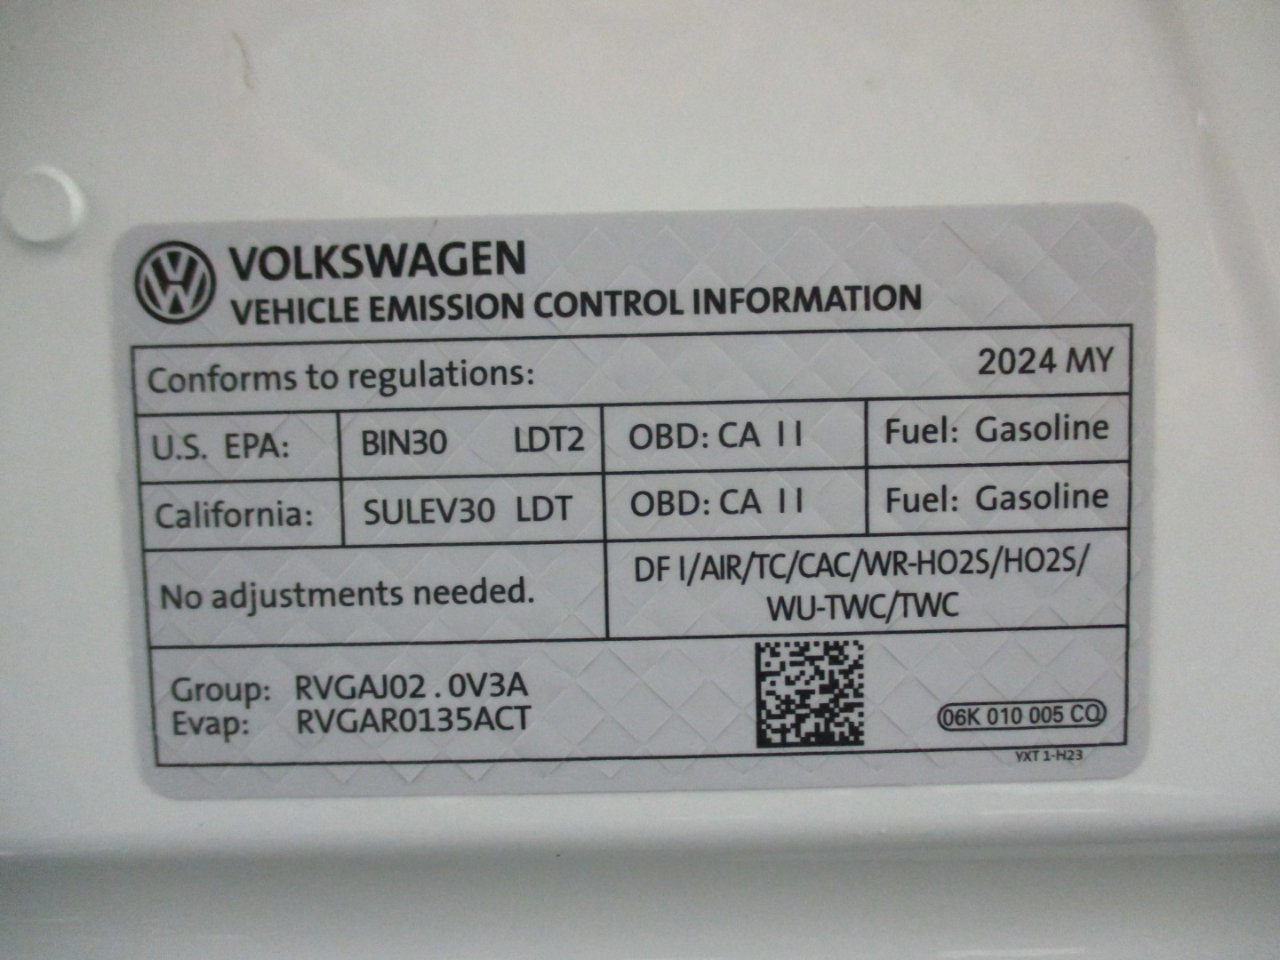 VOLKSWAGEN
VEHICLE EMISSION CONTROL INFORMATION
Conforms to regulations: 2024 MY
U.S. EPA: BIN30 LDT2 OBD: CA II Fuel: Gasoline
California: SULEV30 LDT OBD: CA II Fuel: Gasoline
No adjustments needed.
DFI/AIR/TC/CAC/WR-HO2S/HO2S/
WU-TWC/TWC
Group: RVGAJ02.0V3A
Evap: RVGAR0135ACT
06K 010 005 CQ
YXT 1-H23